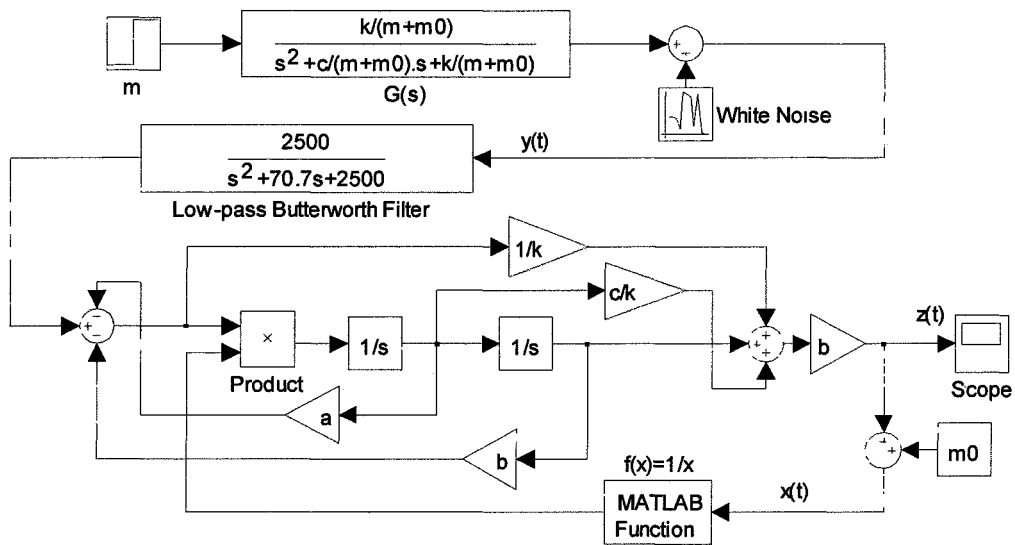 m
k/(m+m0)
s2+c/(m+m0).s+k/(m+m0)
G(s)
+
−
White Noise
2500
s2+70.7s+2500
y(t)
Low-pass Butterworth Filter
1/k
c/k
+
−
−
×
Product
1/s
1/s
+
+
+
b
z(t)
Scope
a
b
+
+
m0
f(x)=1/x
MATLAB
Function
x(t)